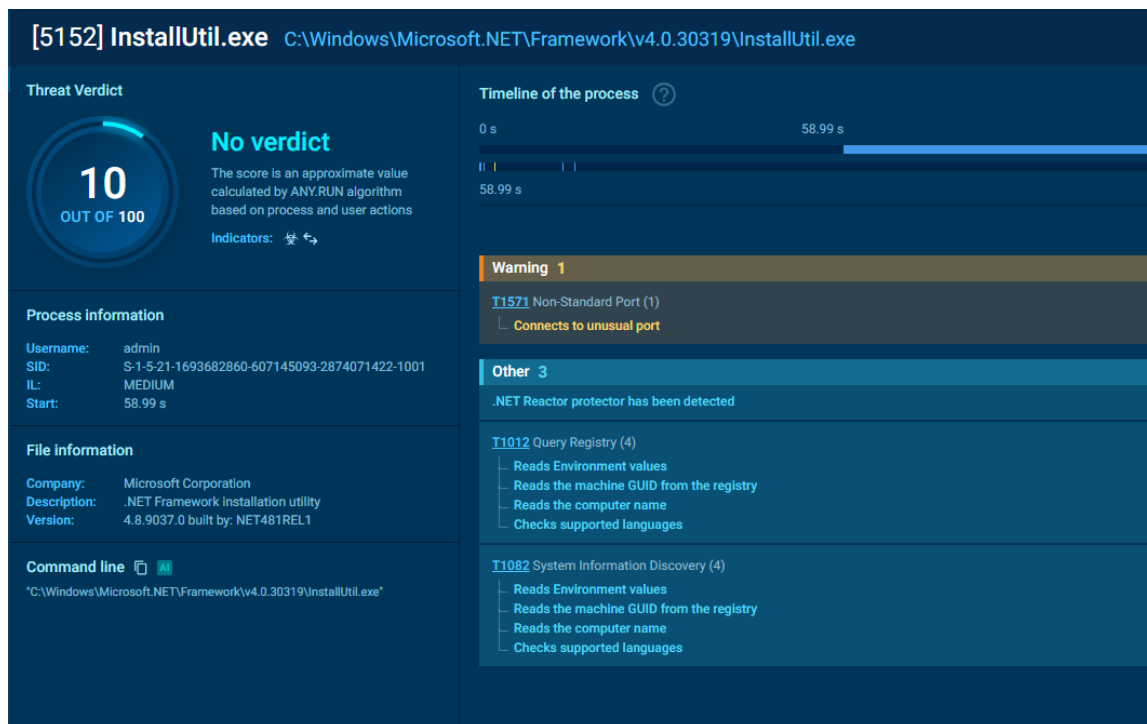 [5152] InstallUtil.exe C:\Windows\Microsoft.NET\Framework\v4.0.30319\InstallUtil.exe
Threat Verdict
10
OUT OF 100
No verdict
The score is an approximate value
calculated by ANY.RUN algorithm
based on process and user actions
Indicators:
Process information
Username: admin
SID: S-1-5-21-1693682860-607145093-2874071422-1001
IL: MEDIUM
Start: 58.99 s
File information
Company: Microsoft Corporation
Description: .NET Framework installation utility
Version: 4.8.9037.0 built by: NET481REL1
Command line AI
"C:\Windows\Microsoft.NET\Framework\v4.0.30319\InstallUtil.exe"
Timeline of the process ?
0 s 58.99 s
58.99 s
Warning 1
T1571 Non-Standard Port (1)
Connects to unusual port
Other 3
.NET Reactor protector has been detected
T1012 Query Registry (4)
Reads Environment values
Reads the machine GUID from the registry
Reads the computer name
Checks supported languages
T1082 System Information Discovery (4)
Reads Environment values
Reads the machine GUID from the registry
Reads the computer name
Checks supported languages